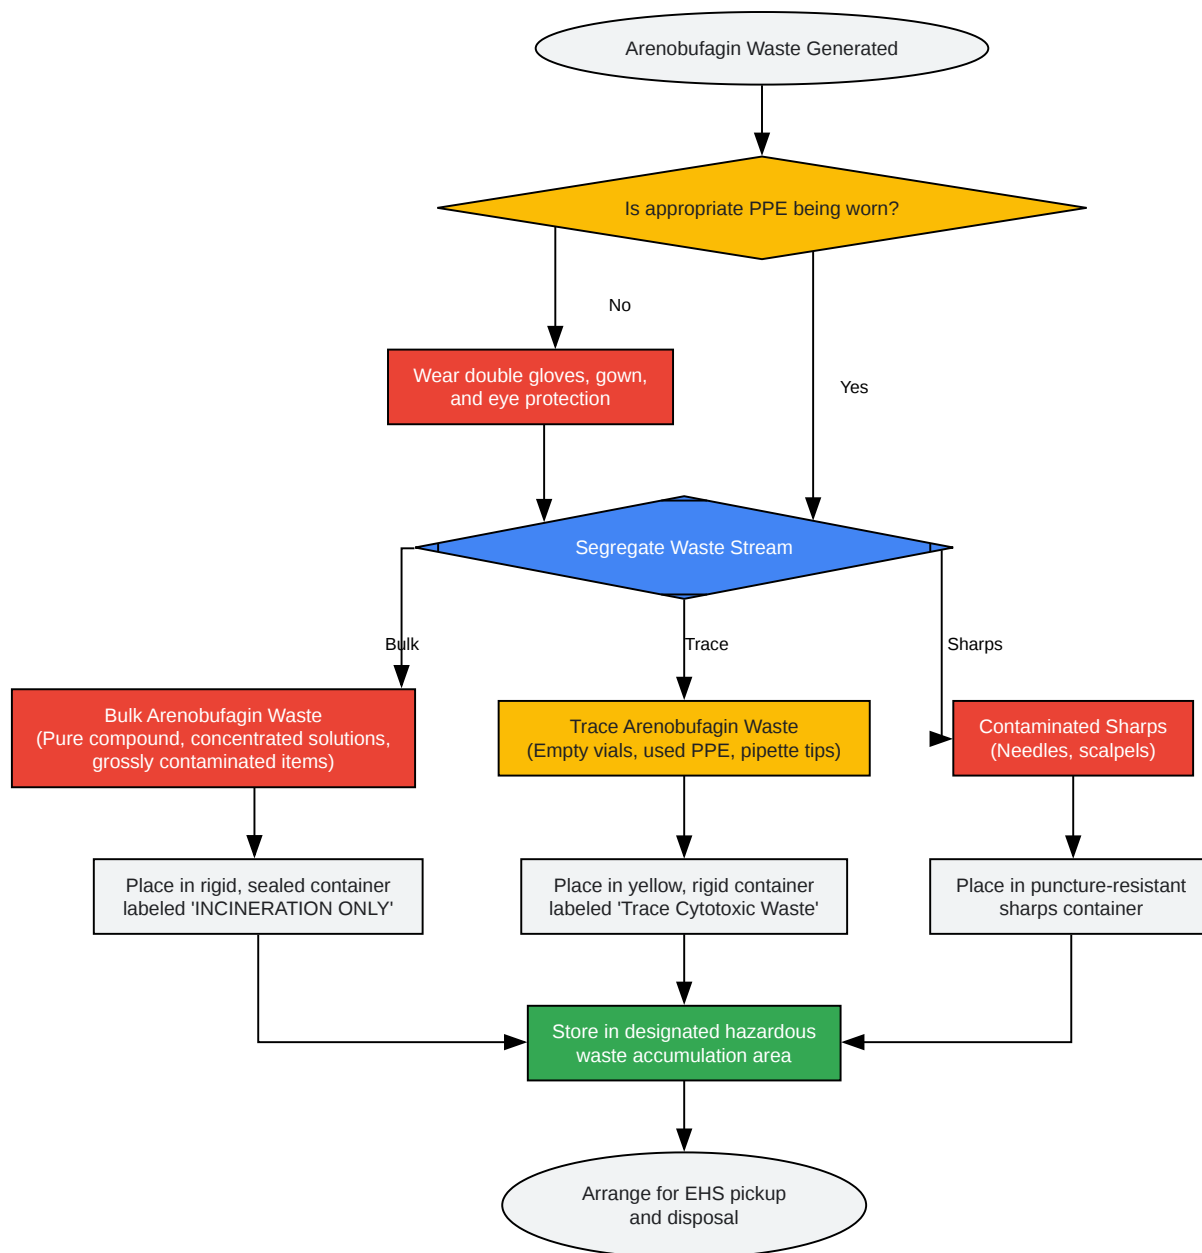 Arenobufagin Waste Generated
Is appropriate PPE being worn?
No
Wear double gloves, gown,
and eye protection
Yes
Segregate Waste Stream
Bulk
Trace
Sharps
Bulk Arenobufagin Waste
(Pure compound, concentrated solutions,
grossly contaminated items)
Trace Arenobufagin Waste
(Empty vials, used PPE, pipette tips)
Contaminated Sharps
(Needles, scalpels)
Place in rigid, sealed container
labeled 'INCINERATION ONLY'
Place in yellow, rigid container
labeled 'Trace Cytotoxic Waste'
Place in puncture-resistant
sharps container
Store in designated hazardous
waste accumulation area
Arrange for EHS pickup
and disposal